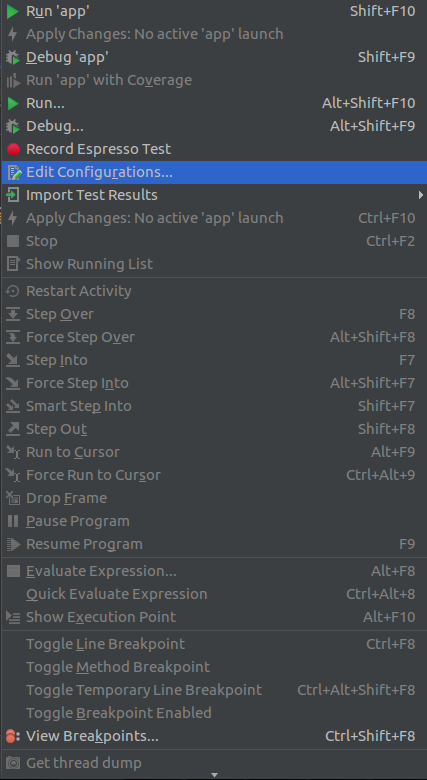 Run 'app' Shift+F10
Apply Changes: No active 'app' launch
Debug 'app' Shift+F9
Run 'app' with Coverage
Run... Alt+Shift+F10
Debug... Alt+Shift+F9
Record Espresso Test
Edit Configurations...
Import Test Results
Apply Changes: No active 'app' launch Ctrl+F10
Stop Ctrl+F2
Show Running List
Restart Activity
Step Over F8
Force Step Over Alt+Shift+F8
Step Into F7
Force Step Into Alt+Shift+F7
Smart Step Into Shift+F7
Step Out Shift+F8
Run to Cursor Alt+F9
Force Run to Cursor Ctrl+Alt+9
Drop Frame
Pause Program
Resume Program F9
Evaluate Expression... Alt+F8
Quick Evaluate Expression Ctrl+Alt+8
Show Execution Point Alt+F10
Toggle Line Breakpoint Ctrl+F8
Toggle Method Breakpoint
Toggle Temporary Line Breakpoint Ctrl+Alt+Shift+F8
Toggle Breakpoint Enabled
View Breakpoints... Ctrl+Shift+F8
Get thread dump